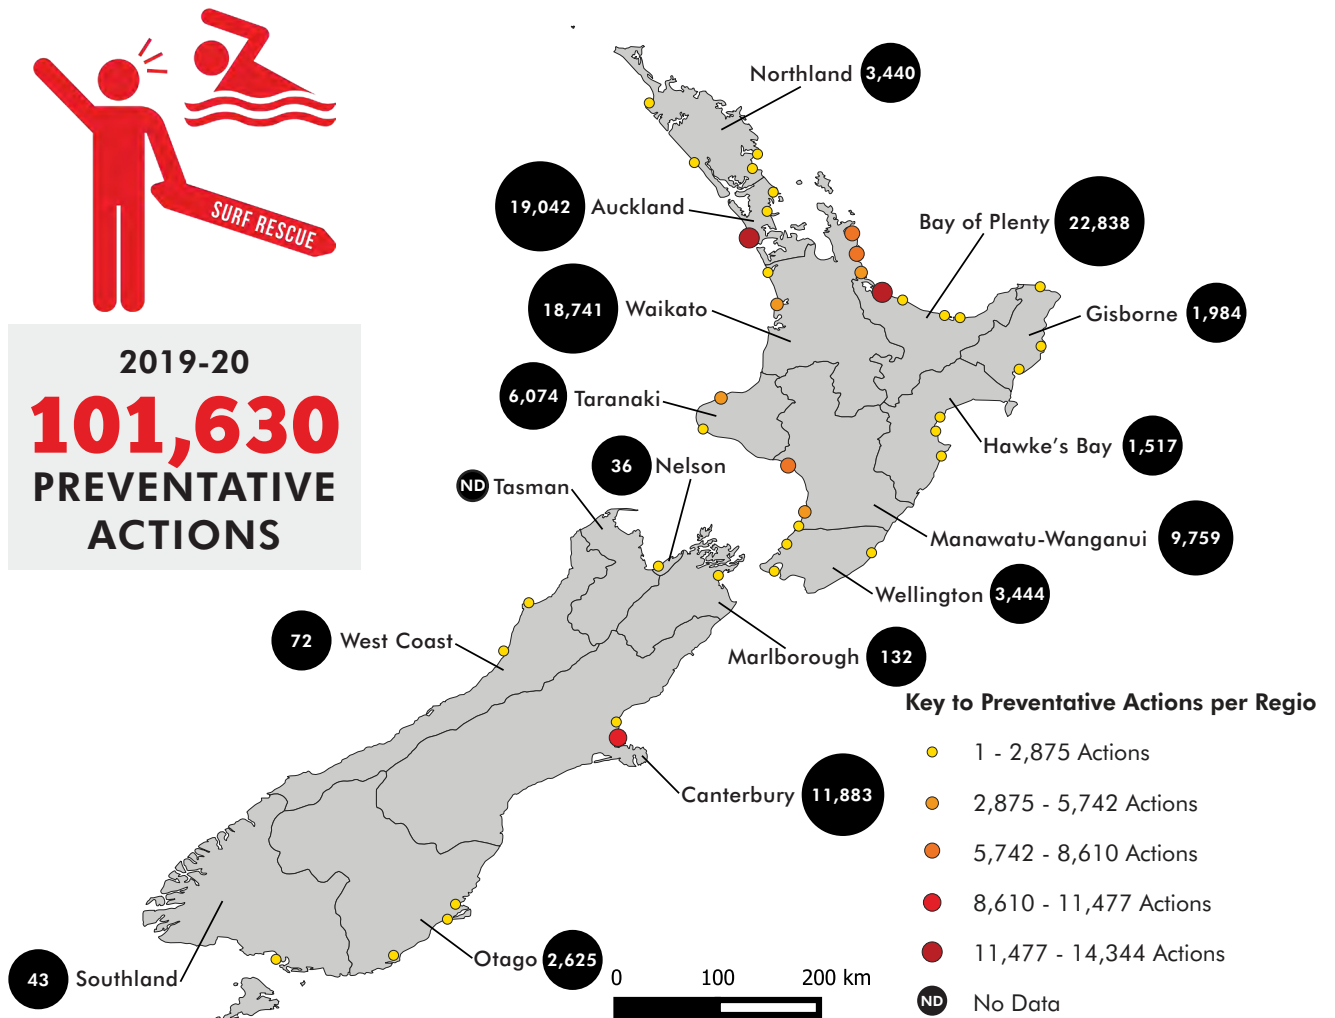 SURF RESCUE
2019-20
101,630
PREVENTATIVE
ACTIONS
Northland 3,440
19,042 Auckland
Bay of Plenty 22,838
18,741 Waikato
Gisborne 1,984
6,074 Taranaki
Hawke's Bay 1,517
36 Nelson
ND Tasman
Manawatu-Wanganui 9,759
Wellington 3,444
72 West Coast
Marlborough 132
Canterbury 11,883
Otago 2,625
43 Southland
Key to Preventative Actions per Regio
1 - 2,875 Actions
2,875 - 5,742 Actions
5,742 - 8,610 Actions
8,610 - 11,477 Actions
11,477 - 14,344 Actions
ND No Data
0 100 200 km